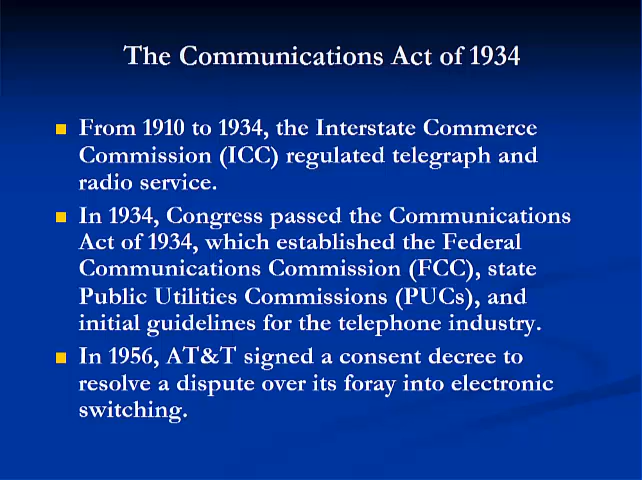 The Communications Act of 1934
From 1910 to 1934, the Interstate Commerce
Commission (ICC) regulated telegraph and
radio service.
In 1934, Congress passed the Communications
Act of 1934, which established the Federal
Communications Commission (FCC), state
Public Utilities Commissions (PUCs), and
initial guidelines for the telephone industry.
In 1956, AT&T signed a consent decree to
resolve a dispute over its foray into electronic
switching.